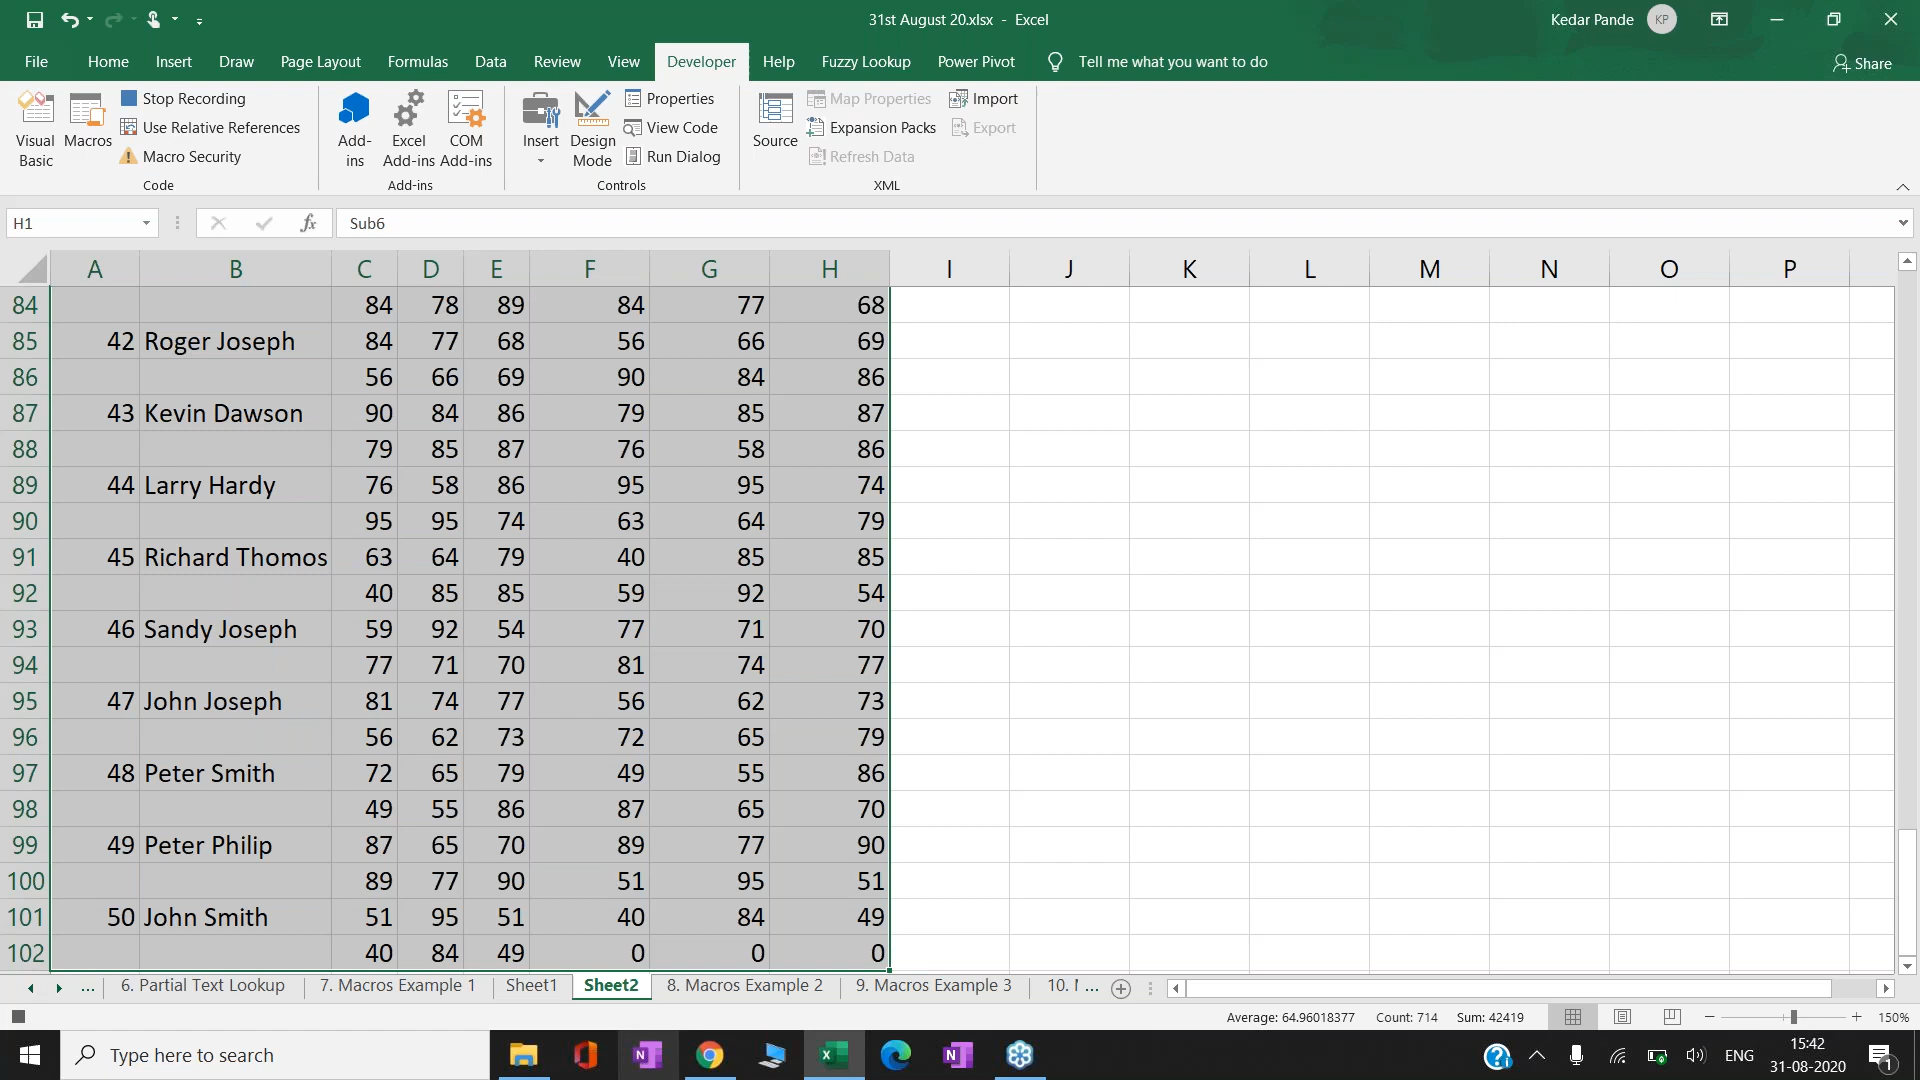 31st August 20.xlsx - Excel
Kedar Pande KP
File Home Insert Draw Page Layout Formulas Data Review View Developer Help Fuzzy Lookup Power Pivot Tell me what you want to do Share
Visual Basic
Macros
Stop Recording
Use Relative References
Macro Security
Code
Add-ins
Excel Add-ins
COM Add-ins
Add-ins
Insert
Design Mode
Properties
View Code
Run Dialog
Controls
Source
Map Properties
Expansion Packs
Refresh Data
Import
Export
XML
H1 fx Sub6
A B C D E F G H I J K L M N O P
84 84 78 89 84 77 68
85 42 Roger Joseph 84 77 68 56 66 69
86 56 66 69 90 84 86
87 43 Kevin Dawson 90 84 86 79 85 87
88 79 85 87 76 58 86
89 44 Larry Hardy 76 58 86 95 95 74
90 95 95 74 63 64 79
91 45 Richard Thomos 63 64 79 40 85 85
92 40 85 85 59 92 54
93 46 Sandy Joseph 59 92 54 77 71 70
94 77 71 70 81 74 77
95 47 John Joseph 81 74 77 56 62 73
96 56 62 73 72 65 79
97 48 Peter Smith 72 65 79 49 55 86
98 49 55 86 87 65 70
99 49 Peter Philip 87 65 70 89 77 90
100 89 77 90 51 95 51
101 50 John Smith 51 95 51 40 84 49
102 40 84 49 0 0 0
... 6. Partial Text Lookup 7. Macros Example 1 Sheet1 Sheet2 8. Macros Example 2 9. Macros Example 3 10. ...
Average: 64.96018377 Count: 714 Sum: 42419 150%
Type here to search
ENG
15:42
31-08-2020
1